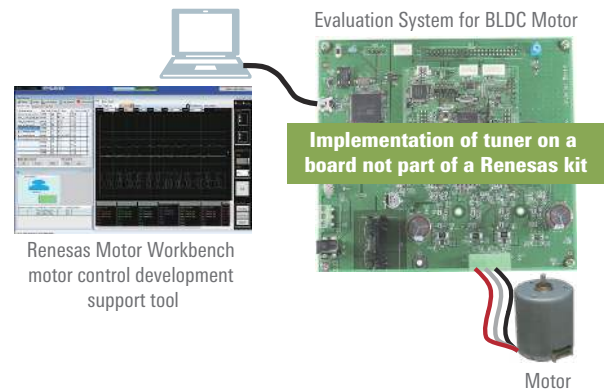 Evaluation System for BLDC Motor
Implementation of tuner on a
board not part of a Renesas kit
Renesas Motor Workbench
motor control development
support tool
Motor